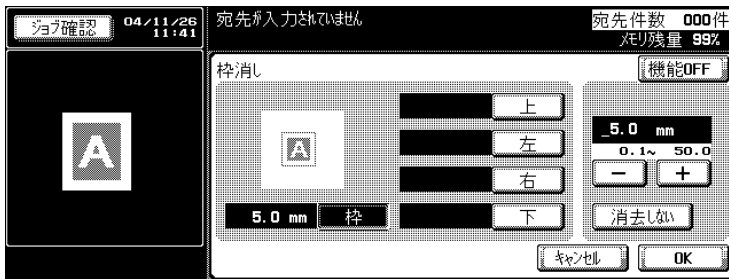 ジョブ確認
04/11/26
11:41
宛先が入力されていません
宛先件数 000件
メモリ残量 99%
枠消し
機能OFF
A
A
上
左
右
下
5.0 mm
枠
_5.0 mm
0.1~ 50.0
－
＋
消去しない
キャンセル
OK